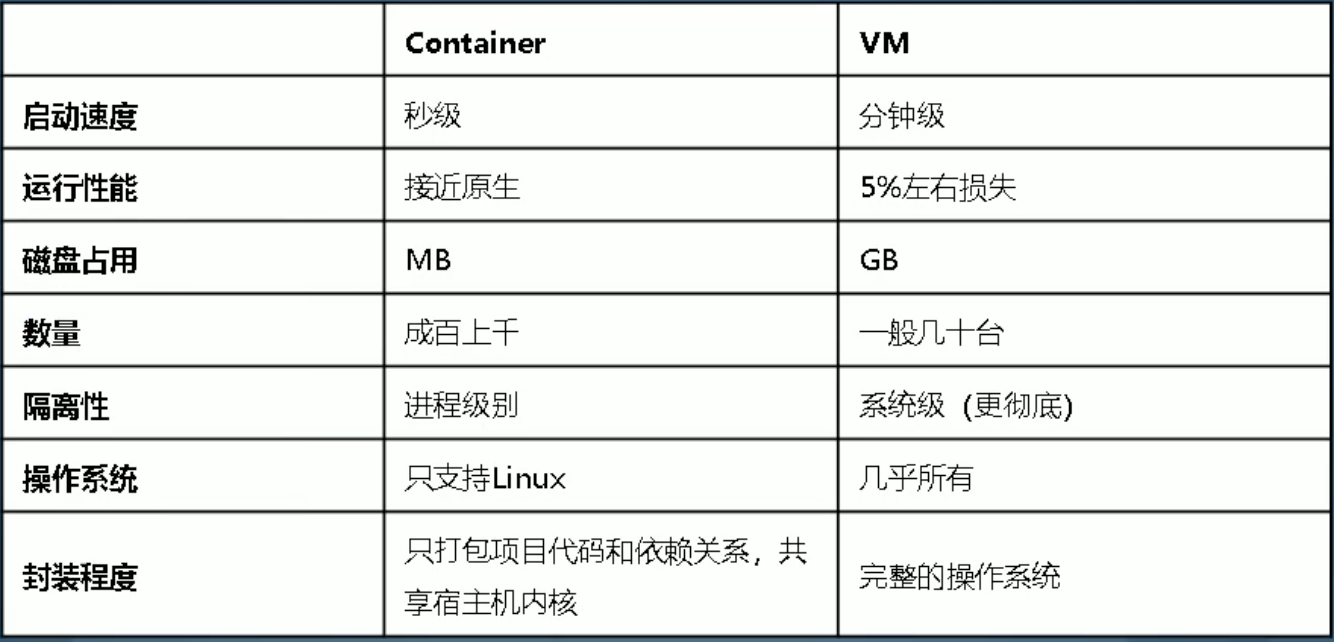 Container VM
启动速度 秒级 分钟级
运行性能 接近原生 5%左右损失
磁盘占用 MB GB
数量 成百上千 一般几十台
隔离性 进程级别 系统级（更彻底）
操作系统 只支持Linux 几乎所有
封装程度 只打包项目代码和依赖关系，共 完整的操作系统
享宿主机内核